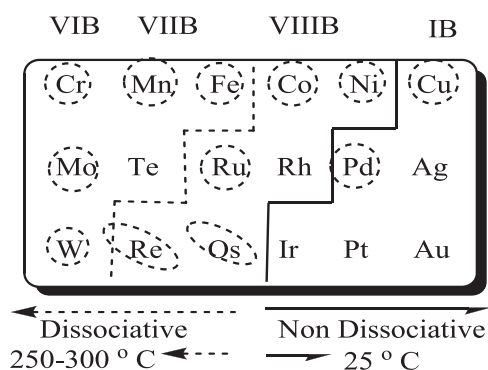 VIB VIIB VIIIB IB
Cr Mn Fe Co Ni Cu
Mo Te Ru Rh Pd Ag
W Re Qs Ir Pt Au
Dissociative Non Dissociative
250-300 ° C 25 ° C